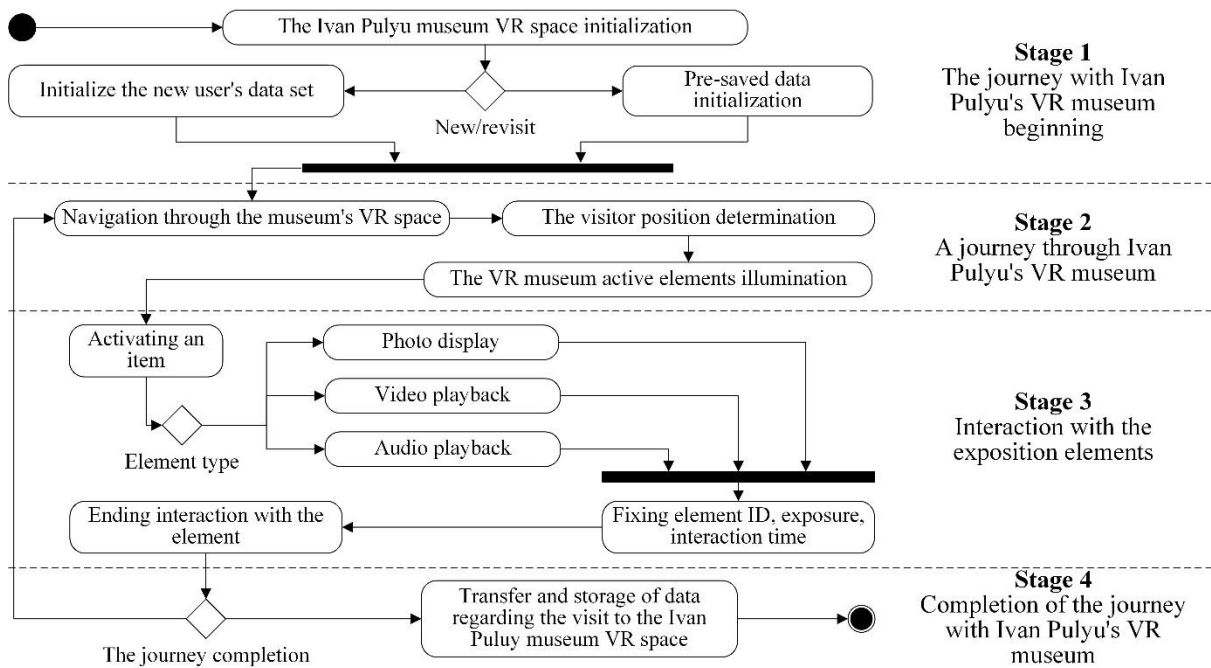 The Ivan Pulyu museum VR space initialization
Initialize the new user's data set
New/revisit
Pre-saved data
initialization
Stage 1
The journey with Ivan
Pulyu's VR museum
beginning
Navigation through the museum's VR space
The visitor position determination
The VR museum active elements illumination
Stage 2
A journey through Ivan
Pulyu's VR museum
Activating an
item
Element type
Photo display
Video playback
Audio playback
Fixing element ID, exposure,
interaction time
Ending interaction with the
element
Stage 3
Interaction with the
exposition elements
The journey completion
Transfer and storage of data
regarding the visit to the Ivan
Puluy museum VR space
Stage 4
Completion of the journey
with Ivan Pulyu's VR
museum